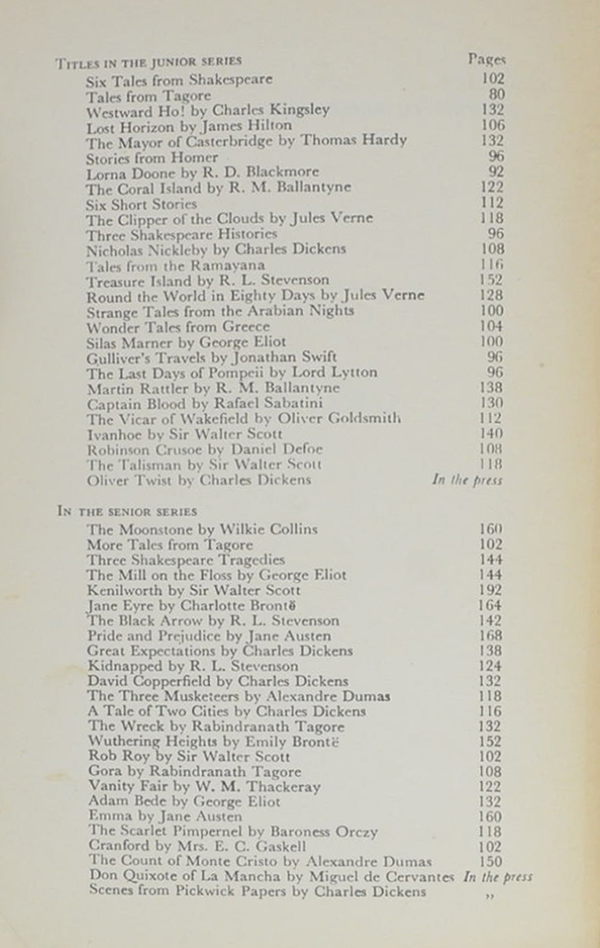 TITLES IN THE JUNIOR SERIES Pages
Six Tales from Shakespeare 102
Tales from Tagore 80
Westward Ho! by Charles Kingsley 132
Lost Horizon by James Hilton 106
The Mayor of Casterbridge by Thomas Hardy 132
Stories from Homer 96
Lorna Doone by R. D. Blackmore 92
The Coral Island by R. M. Ballantyne 122
Six Short Stories 112
The Clipper of the Clouds by Jules Verne 118
Three Shakespeare Histories 96
Nicholas Nickleby by Charles Dickens 108
Tales from the Ramayana 116
Treasure Island by R. L. Stevenson 152
Round the World in Eighty Days by Jules Verne 128
Strange Tales from the Arabian Nights 100
Wonder Tales from Greece 104
Silas Marner by George Eliot 100
Gulliver's Travels by Jonathan Swift 96
The Last Days of Pompeii by Lord Lytton 96
Martin Rattler by R. M. Ballantyne 138
Captain Blood by Rafael Sabatini 130
The Vicar of Wakefield by Oliver Goldsmith 112
Ivanhoe by Sir Walter Scott 140
Robinson Crusoe by Daniel Defoe 108
The Talisman by Sir Walter Scott 118
Oliver Twist by Charles Dickens In the press
IN THE SENIOR SERIES
The Moonstone by Wilkie Collins 160
More Tales from Tagore 102
Three Shakespeare Tragedies 144
The Mill on the Floss by George Eliot 144
Kenilworth by Sir Walter Scott 192
Jane Eyre by Charlotte Brontë 164
The Black Arrow by R. L. Stevenson 142
Pride and Prejudice by Jane Austen 168
Great Expectations by Charles Dickens 138
Kidnapped by R. L. Stevenson 124
David Copperfield by Charles Dickens 132
The Three Musketeers by Alexandre Dumas 118
A Tale of Two Cities by Charles Dickens 116
The Wreck by Rabindranath Tagore 132
Wuthering Heights by Emily Brontë 152
Rob Roy by Sir Walter Scott 102
Gora by Rabindranath Tagore 108
Vanity Fair by W. M. Thackeray 122
Adam Bede by George Eliot 132
Emma by Jane Austen 160
The Scarlet Pimpernel by Baroness Orczy 118
Cranford by Mrs. E. C. Gaskell 102
The Count of Monte Cristo by Alexandre Dumas 150
Don Quixote of La Mancha by Miguel de Cervantes In the press
Scenes from Pickwick Papers by Charles Dickens ,,